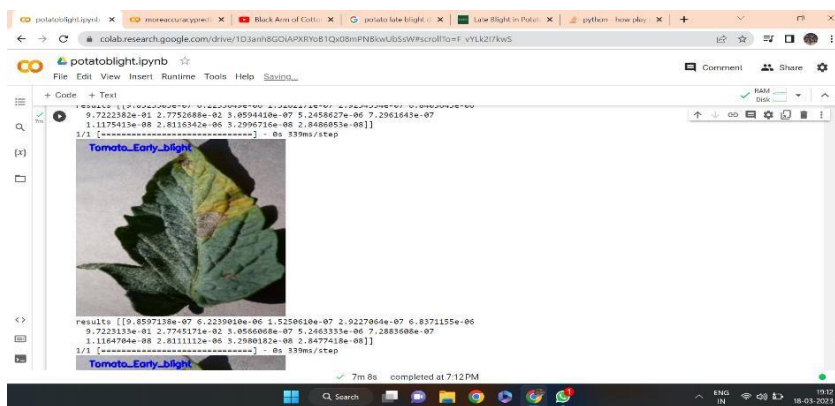 potatoblight.ipynb
moreaccuracypredi
Black Arm of Cotto
potato late blight d
Late Blight in Potat
python - how play
colab.research.google.com/drive/1D3anh8GOiAPXRYoB1Qx08mPNBkwUbSsW#scrollTo=F_vYLk2I7kwS
potatoblight.ipynb
Comment
Share
File Edit View Insert Runtime Tools Help Saving...
+ Code + Text
RAM
Disk
7m
9.7222382e-01 2.7752688e-02 3.0594410e-07 5.2458627e-06 7.2961643e-07
1.1175413e-08 2.8116342e-06 3.2996716e-08 2.8486053e-08]]
1/1 [==============================] - 0s 339ms/step
Tomato_Early_blight
results [[9.8597138e-07 6.2239010e-06 1.5250610e-07 2.9227064e-07 6.8371155e-06
9.7223133e-01 2.7745171e-02 3.0566068e-07 5.2463333e-06 7.2883608e-07
1.1164704e-08 2.8111112e-06 3.2980182e-08 2.8477418e-08]]
1/1 [==============================] - 0s 339ms/step
Tomato_Early_blight
7m 8s completed at 7:12 PM
Search
ENG
IN
19:12
18-03-2023